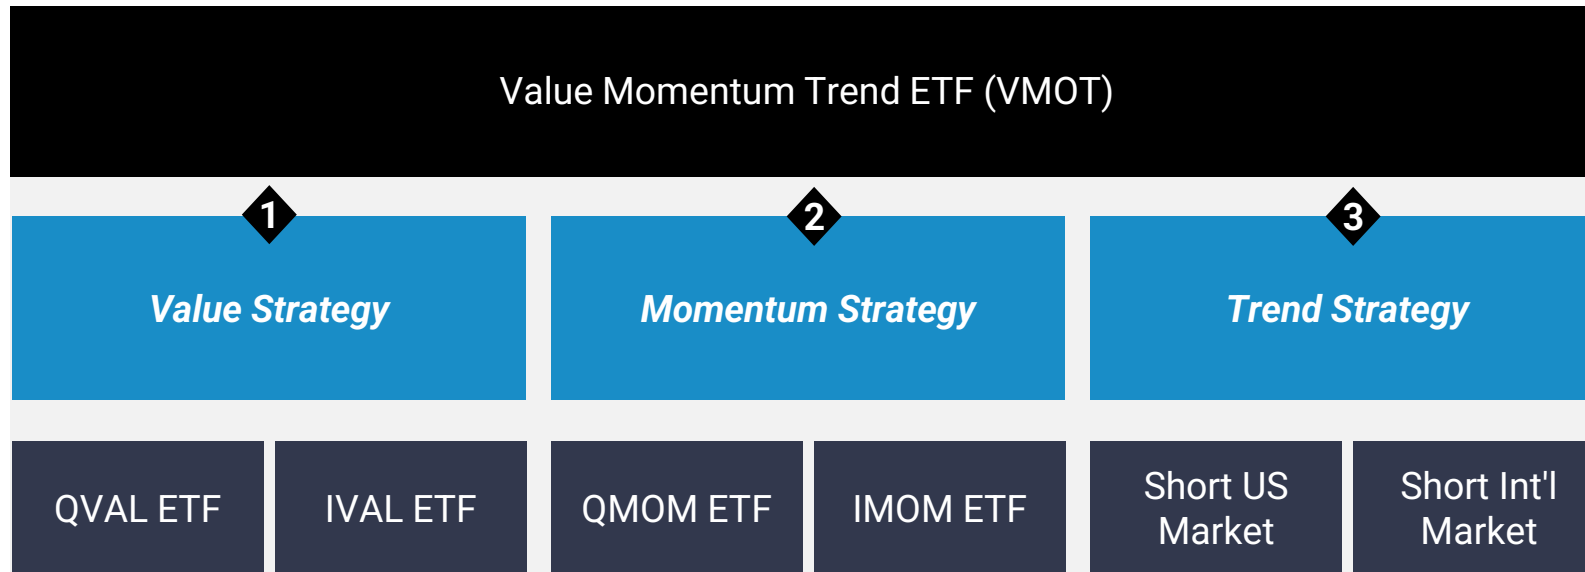 Value Momentum Trend ETF (VMOT)
1
2
3
Value Strategy
Momentum Strategy
Trend Strategy
QVAL ETF
IVAL ETF
QMOM ETF
IMOM ETF
Short US
Market
Short Int'l
Market